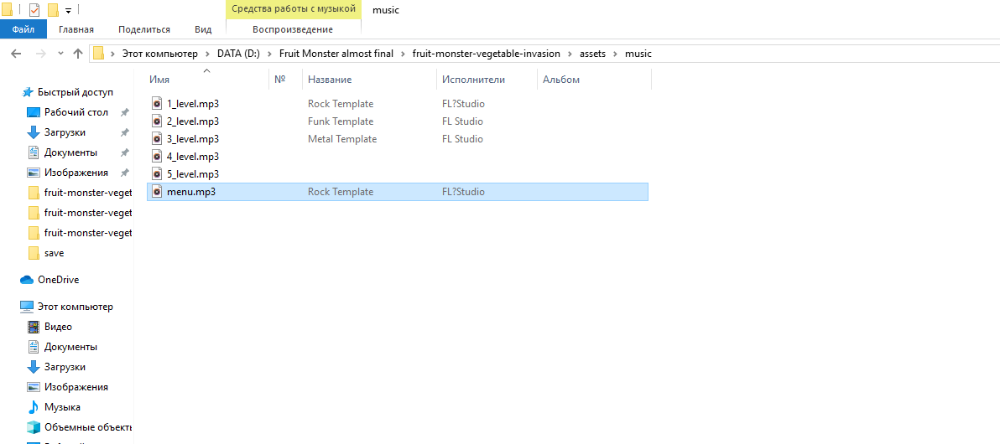 Средства работы с музыкой
music
Файл
Главная
Поделиться
Вид
Воспроизведение
Этот компьютер
DATA (D:)
Fruit Monster almost final
fruit-monster-vegetable-invasion
assets
music
Имя
№
Название
Исполнители
Альбом
1_level.mp3 Rock Template FL?Studio
2_level.mp3 Funk Template FL Studio
3_level.mp3 Metal Template FL Studio
4_level.mp3
5_level.mp3
menu.mp3 Rock Template FL?Studio
Быстрый доступ
Рабочий стол
Загрузки
Документы
Изображения
fruit-monster-veget
fruit-monster-veget
fruit-monster-veget
save
OneDrive
Этот компьютер
Видео
Документы
Загрузки
Изображения
Музыка
Объемные объекты